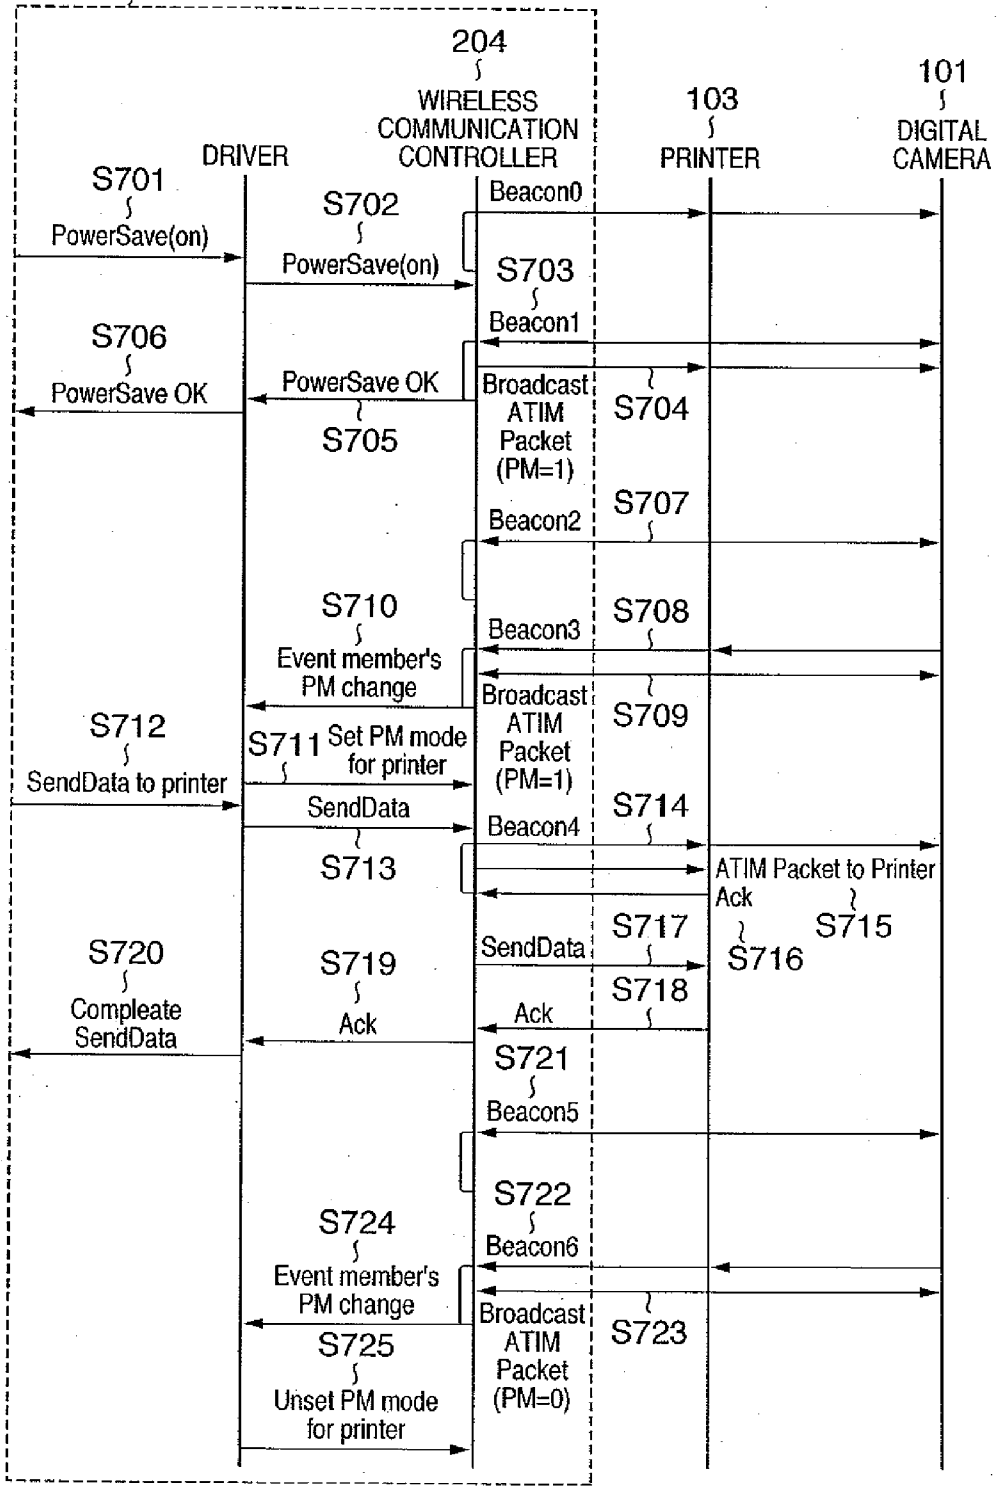 204
WIRELESS
COMMUNICATION
CONTROLLER
101
DIGITAL
CAMERA
103
PRINTER
DRIVER
S701
PowerSave(on)
S702
PowerSave(on)
Beacon0
S703
Beacon1
S706
PowerSave OK
PowerSave OK
S705
Broadcast
ATIM
Packet
(PM=1)
S704
Beacon2
S707
S710
Event member's
PM change
Beacon3
S708
Broadcast
ATIM
Packet
(PM=1)
S709
S712
SendData to printer
S711
Set PM mode
for printer
SendData
S713
Beacon4
S714
ATIM Packet to Printer
Ack
S715
S716
SendData
S717
S718
Ack
S719
Ack
S720
Compleate
SendData
S721
Beacon5
S722
Beacon6
S724
Event member's
PM change
Broadcast
ATIM
Packet
(PM=0)
S723
S725
Unset PM mode
for printer